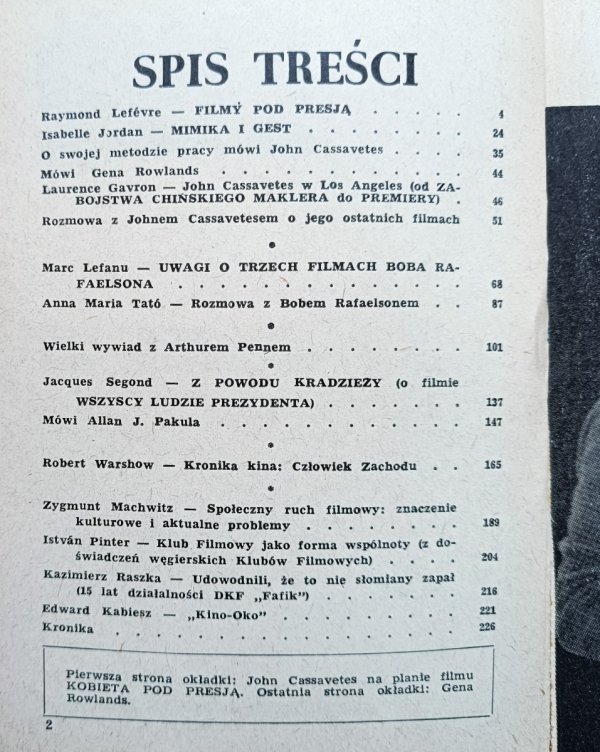 SPIS TREŚCI
Raymond Lefévre — FILMY POD PRESJĄ . . . . . 4
Isabelle Jordan — MIMIKA I GEST . . . . . . . . 24
O swojej metodzie pracy mówi John Cassavetes . . . . 35
Mówi Gena Rowlands . . . . . . . . . . . 44
Laurence Gavron — John Cassavetes w Los Angeles (od ZA-
BOJSTWA CHIŃSKIEGO MAKLERA do PREMIERY) . 46
Rozmowa z Johnem Cassavetesem o jego ostatnich filmach 51
•
Marc Lefanu — UWAGI O TRZECH FILMACH BOBA RA-
FAELSONA . . . . . . . . . . . . . 68
Anna Maria Tató — Rozmowa z Bobem Rafaelsonem . . 87
•
Wielki wywiad z Arthurem Pennem . . . . . . . 101
•
Jacques Segond — Z POWODU KRADZIEŻY (o filmie
WSZYSCY LUDZIE PREZYDENTA) . . . . . . 137
Mówi Allan J. Pakula . . . . . . . . . . 147
•
Robert Warshow — Kronika kina: Człowiek Zachodu . . 165
•
Zygmunt Machwitz — Społeczny ruch filmowy: znaczenie
kulturowe i aktualne problemy . . . . . . . 189
István Pinter — Klub Filmowy jako forma wspólnoty (z do-
świadczeń węgierskich Klubów Filmowych) . . . . 204
Kazimierz Raszka — Udowodnili, że to nie słomiany zapał
(15 lat działalności DKF „Fafik") . . . . . . 216
Edward Kabiesz — „Kino-Oko" . . . . . . . . 221
Kronika . . . . . . . . . . . . . . . 226
Pierwsza strona okładki: John Cassavetes na planie filmu
KOBIETA POD PRESJĄ. Ostatnia strona okładki: Gena
Rowlands.
2